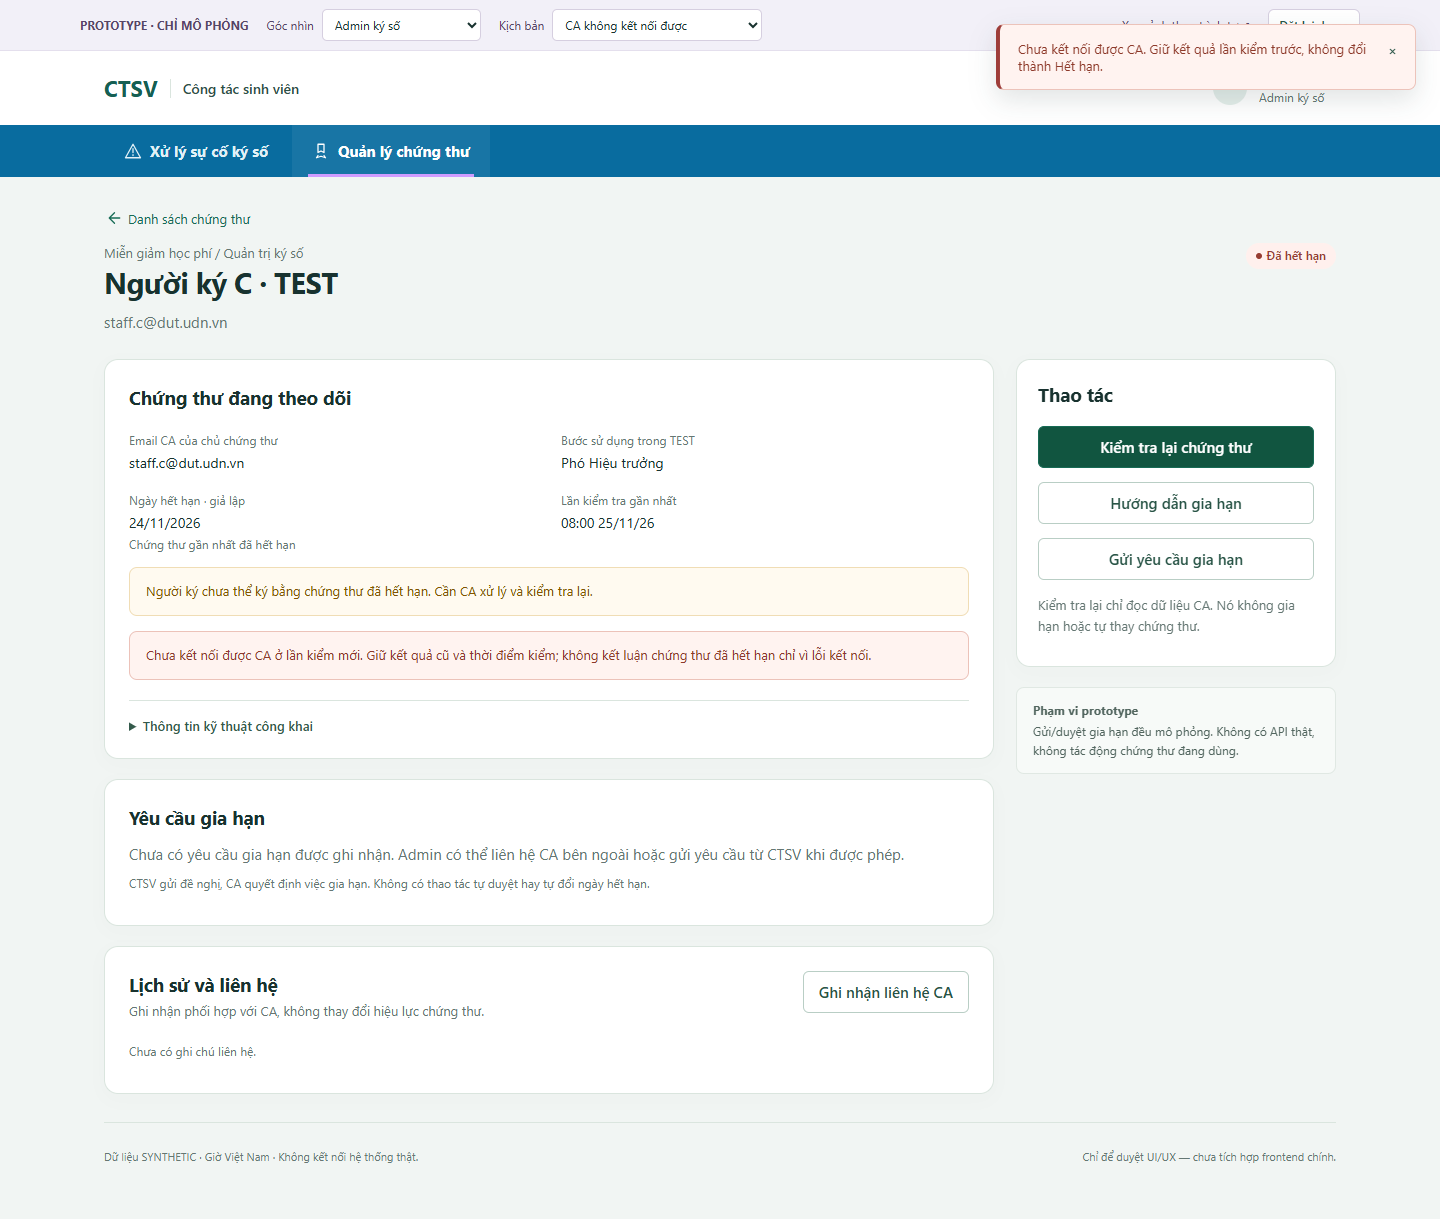 PROTOTYPE · CHỈ MÔ PHỎNG
Góc nhìn
Admin ký số
Kịch bản
CA không kết nối được
Chưa kết nối được CA. Giữ kết quả lần kiểm trước, không đổi
thành Hết hạn.
×
CTSV
Công tác sinh viên
Admin ký số
Xử lý sự cố ký số
Quản lý chứng thư
Danh sách chứng thư
Miễn giảm học phí / Quản trị ký số
Người ký C · TEST
staff.c@dut.udn.vn
Đã hết hạn
Chứng thư đang theo dõi
Email CA của chủ chứng thư
staff.c@dut.udn.vn
Bước sử dụng trong TEST
Phó Hiệu trưởng
Ngày hết hạn · giả lập
24/11/2026
Chứng thư gần nhất đã hết hạn
Lần kiểm tra gần nhất
08:00 25/11/26
Người ký chưa thể ký bằng chứng thư đã hết hạn. Cần CA xử lý và kiểm tra lại.
Chưa kết nối được CA ở lần kiểm mới. Giữ kết quả cũ và thời điểm kiểm; không kết luận chứng thư đã hết hạn chỉ vì lỗi kết nối.
Thông tin kỹ thuật công khai
Thao tác
Kiểm tra lại chứng thư
Hướng dẫn gia hạn
Gửi yêu cầu gia hạn
Kiểm tra lại chỉ đọc dữ liệu CA. Nó không gia
hạn hoặc tự thay chứng thư.
Phạm vi prototype
Gửi/duyệt gia hạn đều mô phỏng. Không có API thật,
không tác động chứng thư đang dùng.
Yêu cầu gia hạn
Chưa có yêu cầu gia hạn được ghi nhận. Admin có thể liên hệ CA bên ngoài hoặc gửi yêu cầu từ CTSV khi được phép.
CTSV gửi đề nghị, CA quyết định việc gia hạn. Không có thao tác tự duyệt hay tự đổi ngày hết hạn.
Lịch sử và liên hệ
Ghi nhận phối hợp với CA, không thay đổi hiệu lực chứng thư.
Ghi nhận liên hệ CA
Chưa có ghi chú liên hệ.
Dữ liệu SYNTHETIC · Giờ Việt Nam · Không kết nối hệ thống thật.
Chỉ để duyệt UI/UX — chưa tích hợp frontend chính.